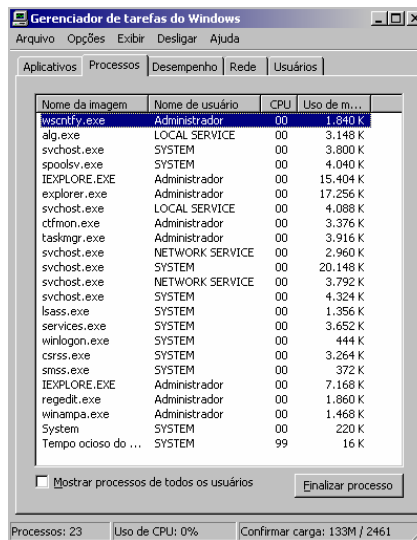 Gerenciador de tarefas do Windows
Arquivo Opções Exibir Desligar Ajuda
Aplicativos Processos Desempenho Rede Usuários
Nome da imagem Nome de usuário CPU Uso de m...
wscntfy.exe Administrador 00 1.840 K
alg.exe LOCAL SERVICE 00 3.148 K
svchost.exe SYSTEM 00 3.800 K
spoolsv.exe SYSTEM 00 4.040 K
IEXPLORE.EXE Administrador 00 15.404 K
explorer.exe Administrador 00 17.256 K
svchost.exe LOCAL SERVICE 00 4.088 K
ctfmon.exe Administrador 00 3.376 K
taskmgr.exe Administrador 00 3.916 K
svchost.exe NETWORK SERVICE 00 2.960 K
svchost.exe SYSTEM 00 20.148 K
svchost.exe NETWORK SERVICE 00 3.792 K
svchost.exe SYSTEM 00 4.324 K
lsass.exe SYSTEM 00 1.356 K
services.exe SYSTEM 00 3.652 K
winlogon.exe SYSTEM 00 444 K
csrss.exe SYSTEM 00 3.264 K
smss.exe SYSTEM 00 372 K
IEXPLORE.EXE Administrador 00 7.168 K
regedit.exe Administrador 00 1.860 K
winampa.exe Administrador 00 1.468 K
System SYSTEM 00 220 K
Tempo ocioso do ... SYSTEM 99 16 K
Mostrar processos de todos os usuários Finalizar processo
Processos: 23 Uso de CPU: 0% Confirmar carga: 133M / 2461